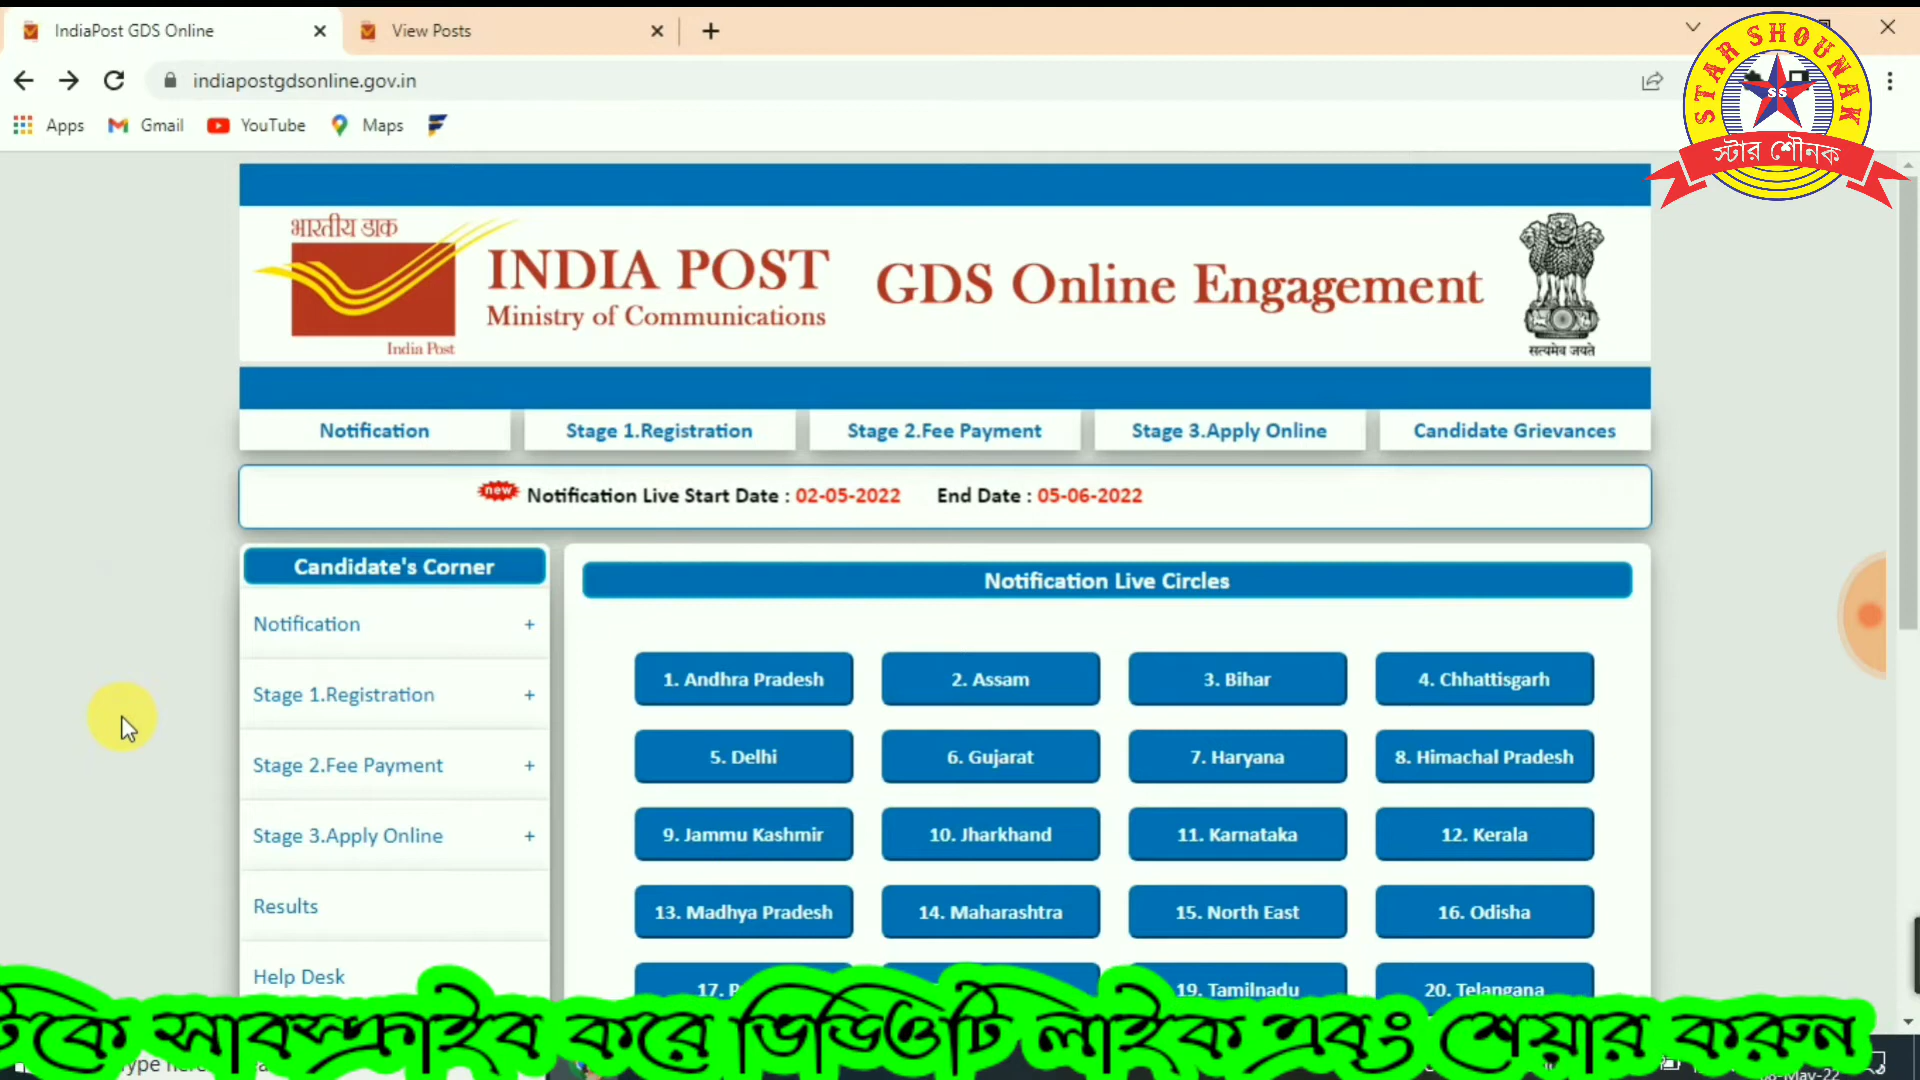 IndiaPost GDS Online
View Posts
indiapostgdsonline.gov.in
Apps
Gmail
YouTube
Maps
STAR SHOUNAK
SS
স্টার শৌনক
भारतीय डाक
India Post
INDIA POST
Ministry of Communications
GDS Online Engagement
सत्यमेव जयते
Notification
Stage 1.Registration
Stage 2.Fee Payment
Stage 3.Apply Online
Candidate Grievances
new Notification Live Start Date : 02-05-2022 End Date : 05-06-2022
Candidate's Corner
Notification +
Stage 1.Registration +
Stage 2.Fee Payment +
Stage 3.Apply Online +
Results
Help Desk
Notification Live Circles
1. Andhra Pradesh
2. Assam
3. Bihar
4. Chhattisgarh
5. Delhi
6. Gujarat
7. Haryana
8. Himachal Pradesh
9. Jammu Kashmir
10. Jharkhand
11. Karnataka
12. Kerala
13. Madhya Pradesh
14. Maharashtra
15. North East
16. Odisha
17.
19. Tamilnadu
20. Telangana
সাবস্ক্রাইব করে ভিডিওটি লাইক এবং শেয়ার করুন